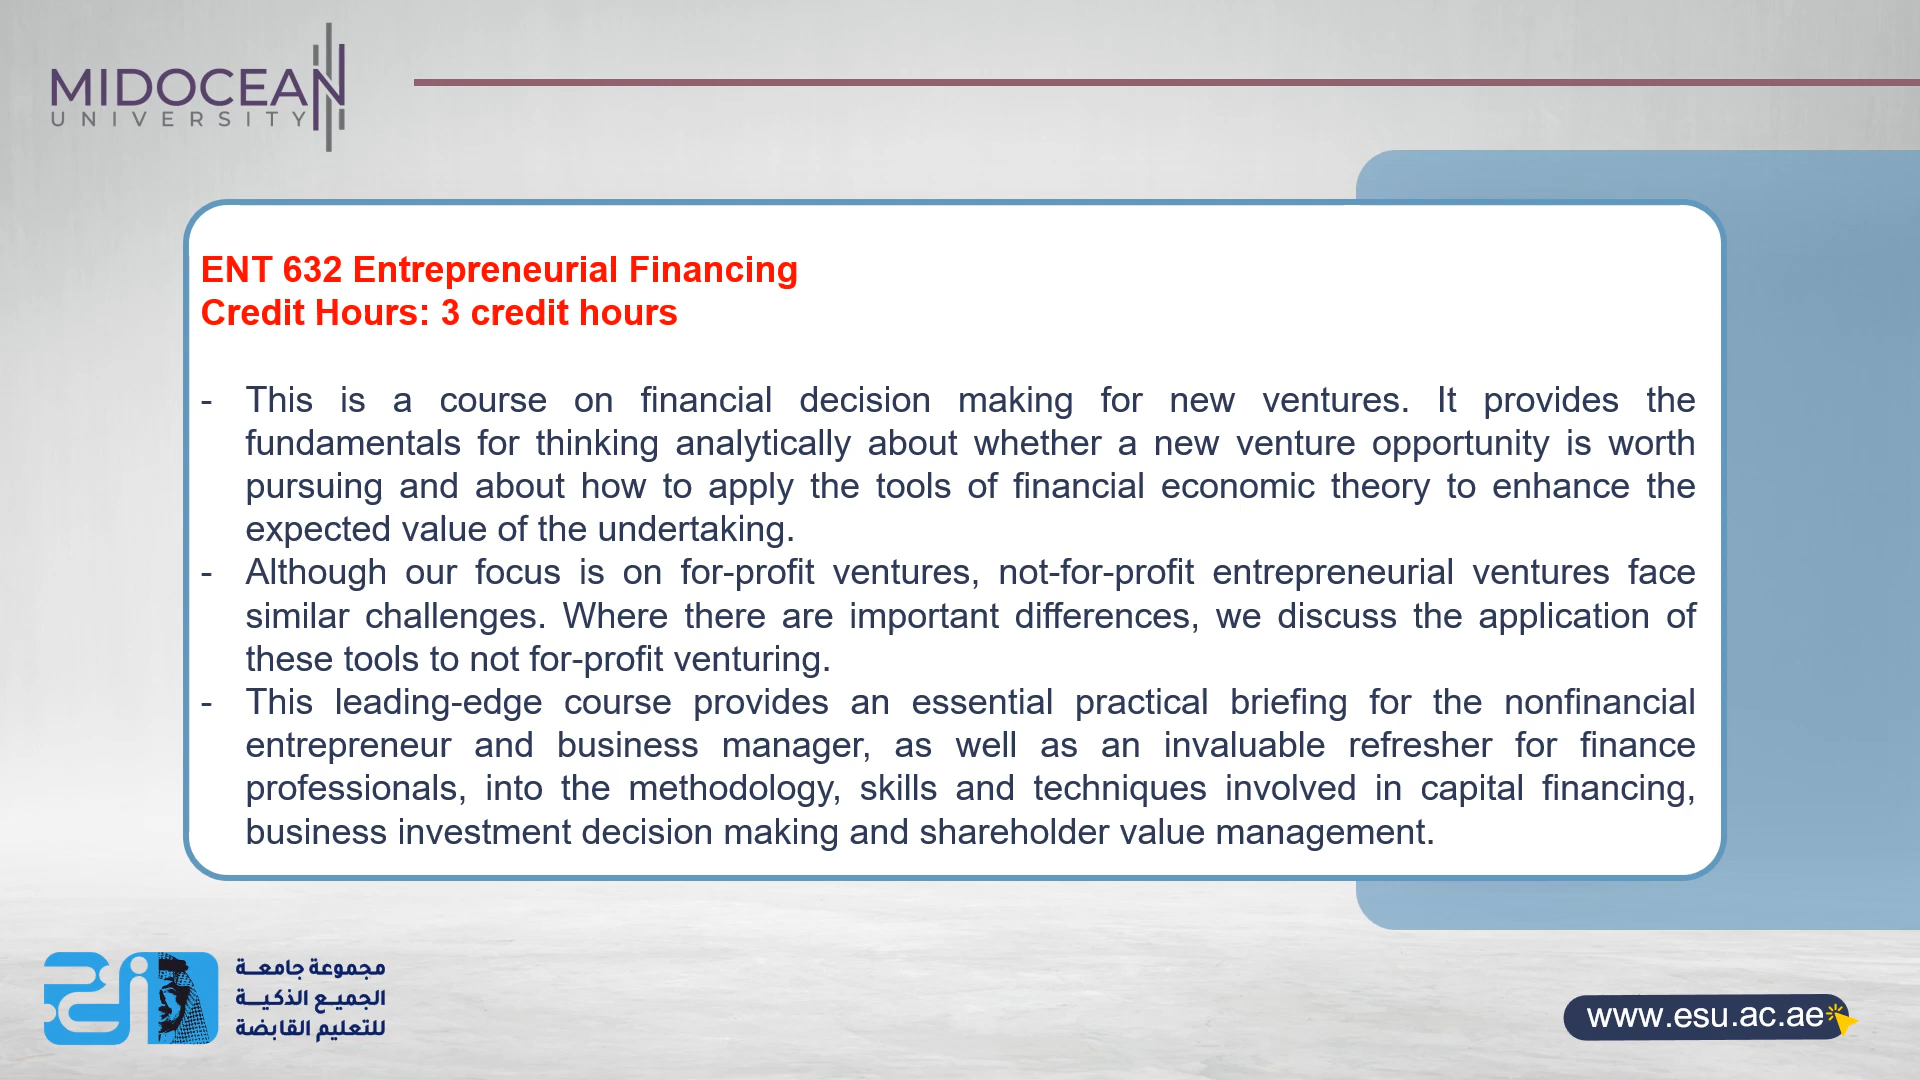 MIDOCEAN
UNIVERSITY
ENT 632 Entrepreneurial Financing
Credit Hours: 3 credit hours
- This is a course on financial decision making for new ventures. It provides the
fundamentals for thinking analytically about whether a new venture opportunity is worth
pursuing and about how to apply the tools of financial economic theory to enhance the
expected value of the undertaking.
- Although our focus is on for-profit ventures, not-for-profit entrepreneurial ventures face
similar challenges. Where there are important differences, we discuss the application of
these tools to not for-profit venturing.
- This leading-edge course provides an essential practical briefing for the nonfinancial
entrepreneur and business manager, as well as an invaluable refresher for finance
professionals, into the methodology, skills and techniques involved in capital financing,
business investment decision making and shareholder value management.
مجموعة جامعـــة
الجميـع الذكيـــة
للتعليم القابضة
www.esu.ac.ae